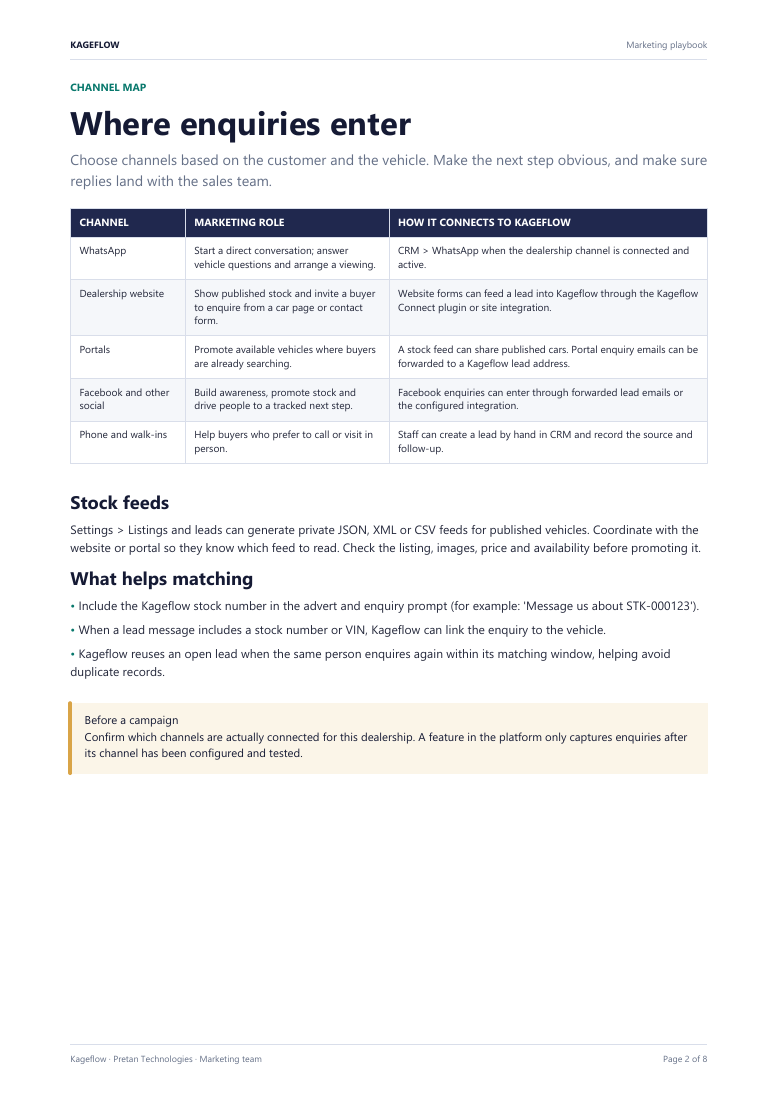 KAGEFLOW
Marketing playbook
CHANNEL MAP
Where enquiries enter
Choose channels based on the customer and the vehicle. Make the next step obvious, and make sure
replies land with the sales team.
CHANNEL
MARKETING ROLE
HOW IT CONNECTS TO KAGEFLOW
WhatsApp
Start a direct conversation; answer
vehicle questions and arrange a viewing.
CRM > WhatsApp when the dealership channel is connected and
active.
Dealership website
Show published stock and invite a buyer
to enquire from a car page or contact
form.
Website forms can feed a lead into Kageflow through the Kageflow
Connect plugin or site integration.
Portals
Promote available vehicles where buyers
are already searching.
A stock feed can share published cars. Portal enquiry emails can be
forwarded to a Kageflow lead address.
Facebook and other
social
Build awareness, promote stock and
drive people to a tracked next step.
Facebook enquiries can enter through forwarded lead emails or
the configured integration.
Phone and walk-ins
Help buyers who prefer to call or visit in
person.
Staff can create a lead by hand in CRM and record the source and
follow-up.
Stock feeds
Settings > Listings and leads can generate private JSON, XML or CSV feeds for published vehicles. Coordinate with the
website or portal so they know which feed to read. Check the listing, images, price and availability before promoting it.
What helps matching
• Include the Kageflow stock number in the advert and enquiry prompt (for example: 'Message us about STK-000123').
• When a lead message includes a stock number or VIN, Kageflow can link the enquiry to the vehicle.
• Kageflow reuses an open lead when the same person enquires again within its matching window, helping avoid
duplicate records.
Before a campaign
Confirm which channels are actually connected for this dealership. A feature in the platform only captures enquiries after
its channel has been configured and tested.
Kageflow · Pretan Technologies · Marketing team
Page 2 of 8